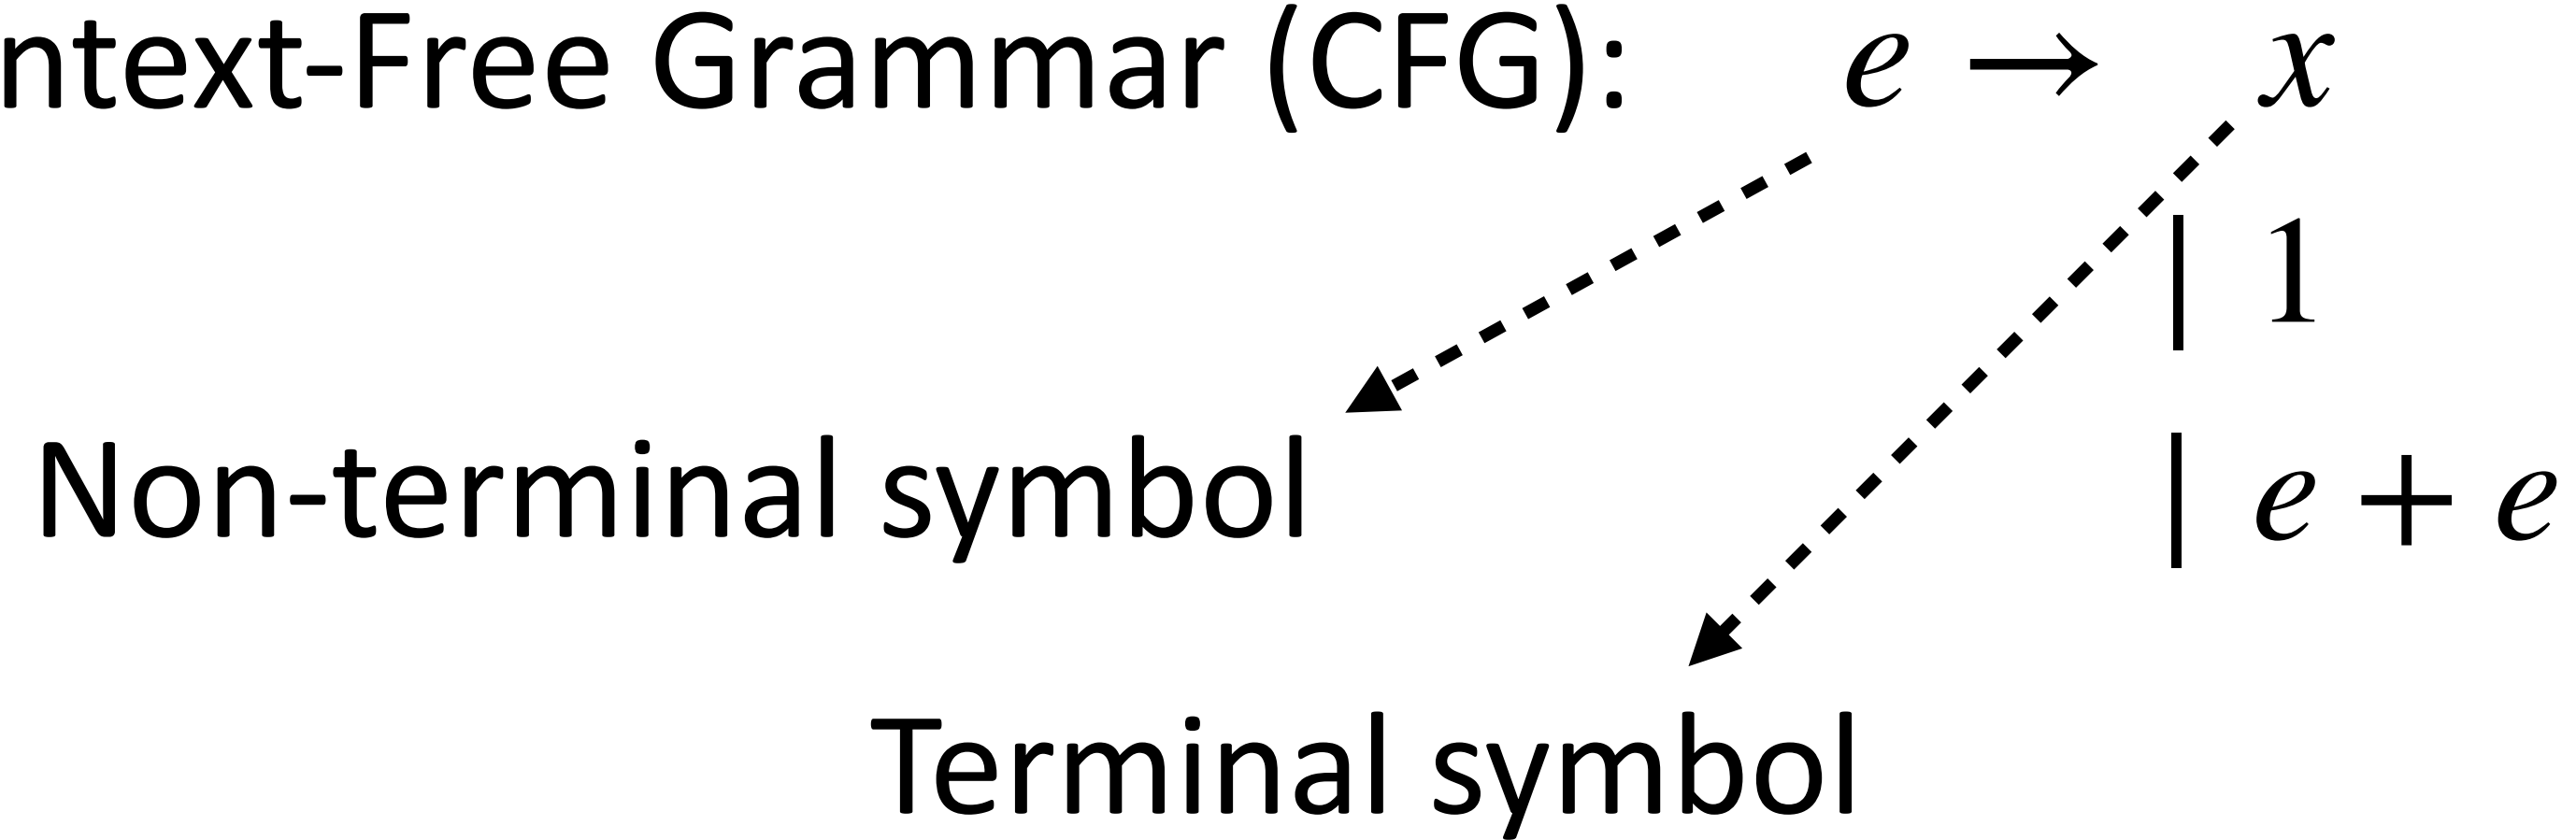 ntext-Free Grammar (CFG): e → x
| 1
Non-terminal symbol | e + e
Terminal symbol